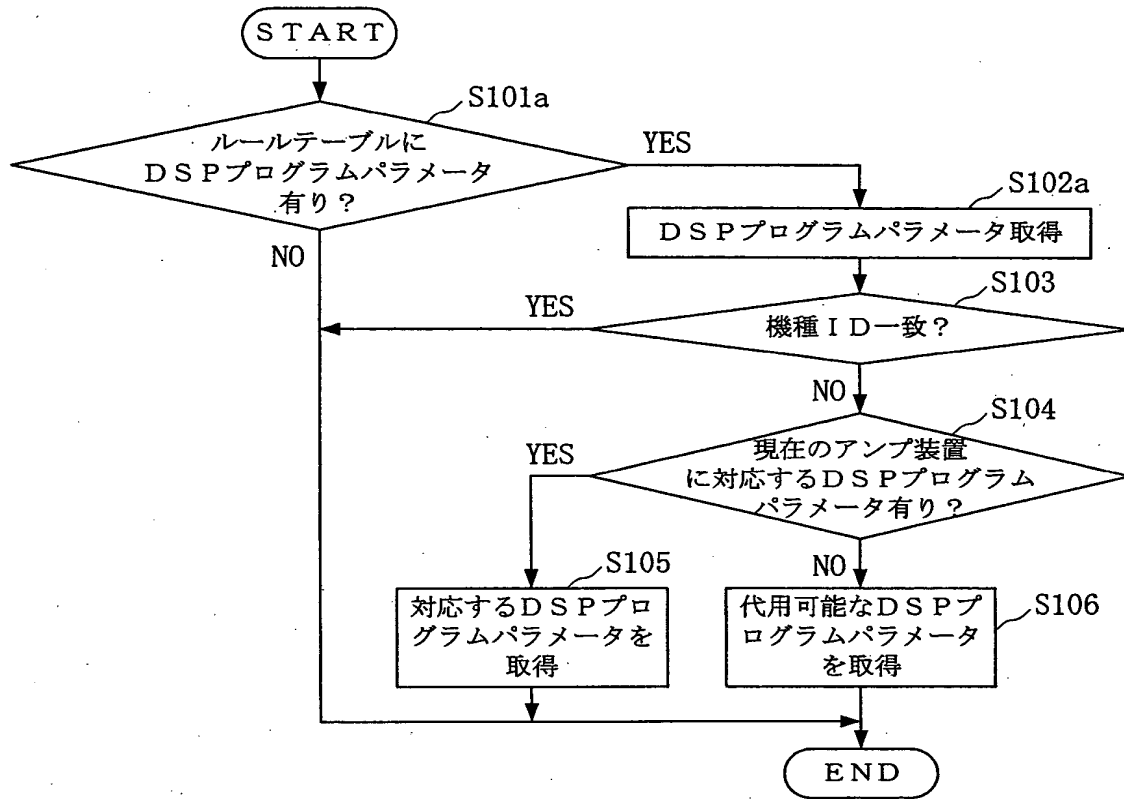 ＳＴＡＲＴ
S101a
ルールテーブルに
ＤＳＰプログラムパラメータ
有り？
YES
NO
S102a
ＤＳＰプログラムパラメータ取得
S103
YES
機種ＩＤ一致？
NO
S104
YES
現在のアンプ装置
に対応するＤＳＰプログラム
パラメータ有り？
NO
S105
対応するＤＳＰプロ
グラムパラメータを
取得
S106
代用可能なＤＳＰプ
ログラムパラメータ
を取得
ＥＮＤ